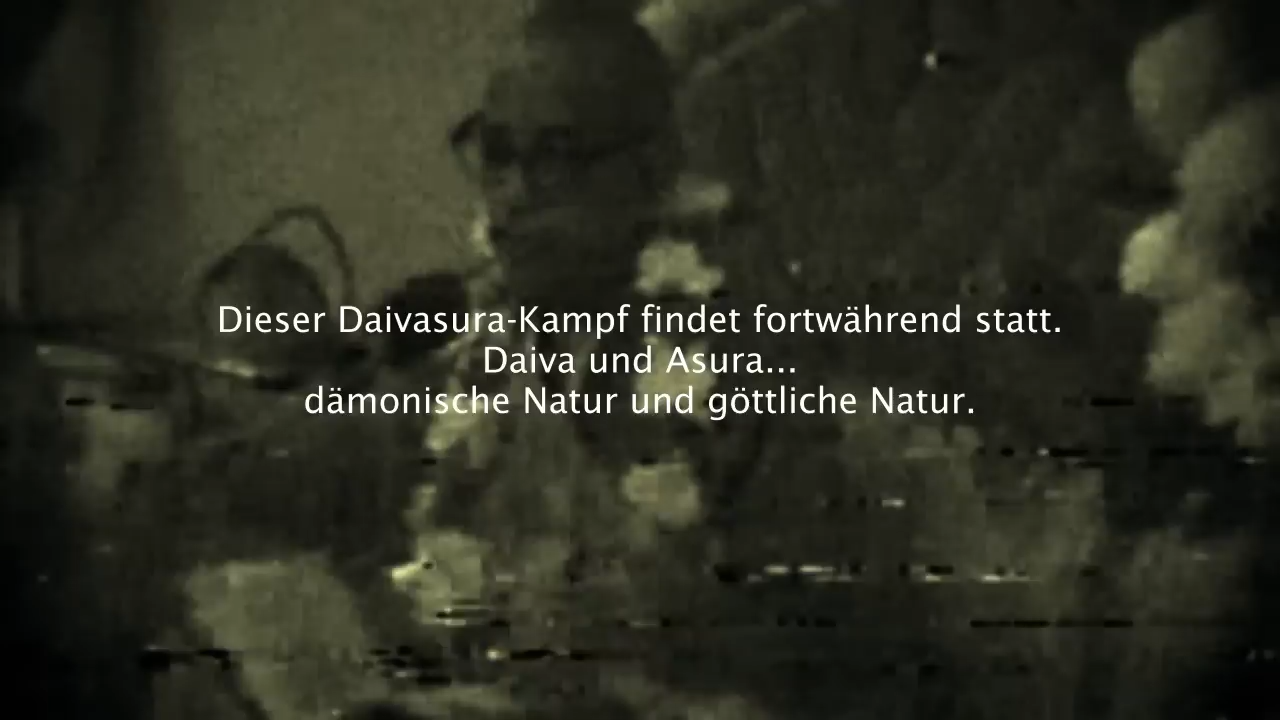 Dieser Daivasura-Kampf findet fortwährend statt.
Daiva und Asura...
dämonische Natur und göttliche Natur.